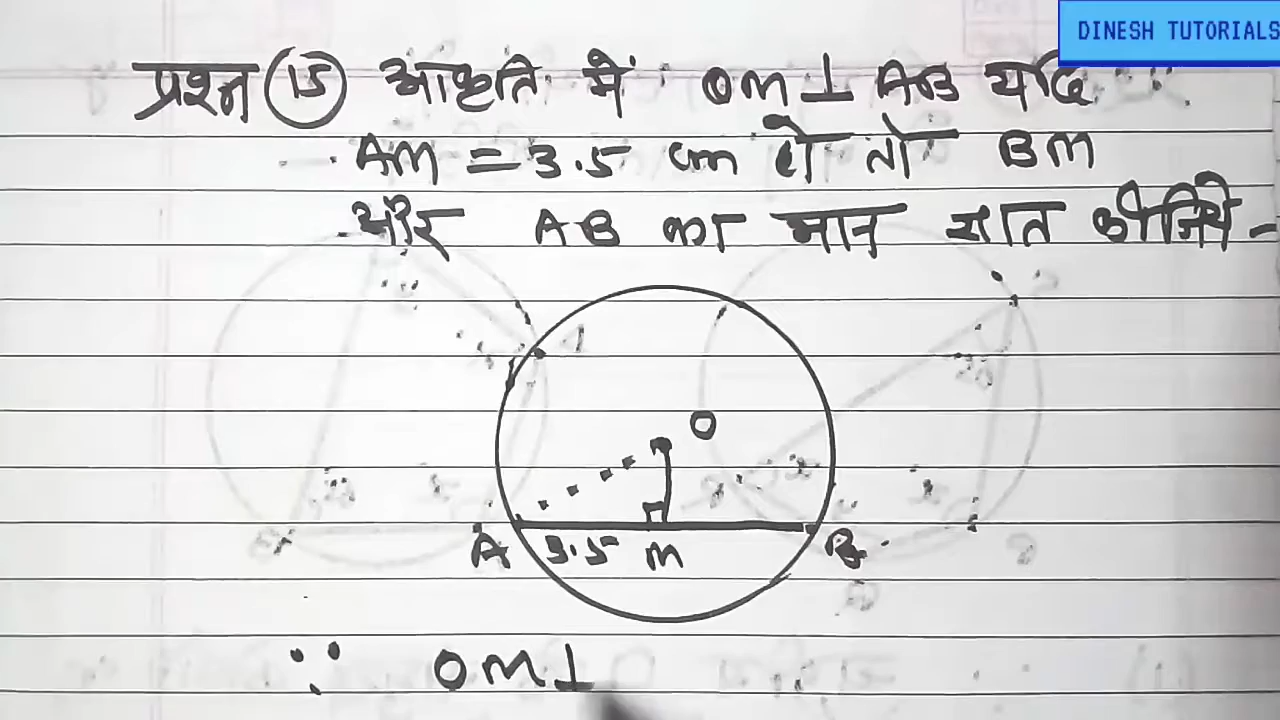 DINESH TUTORIALS
प्रश्न 15 आकृति में OM⊥ AB यदि
AM = 3.5 cm हो तो BM
और AB का मान ज्ञात कीजिये -
O
A 3.5 M B
∵ OM⊥